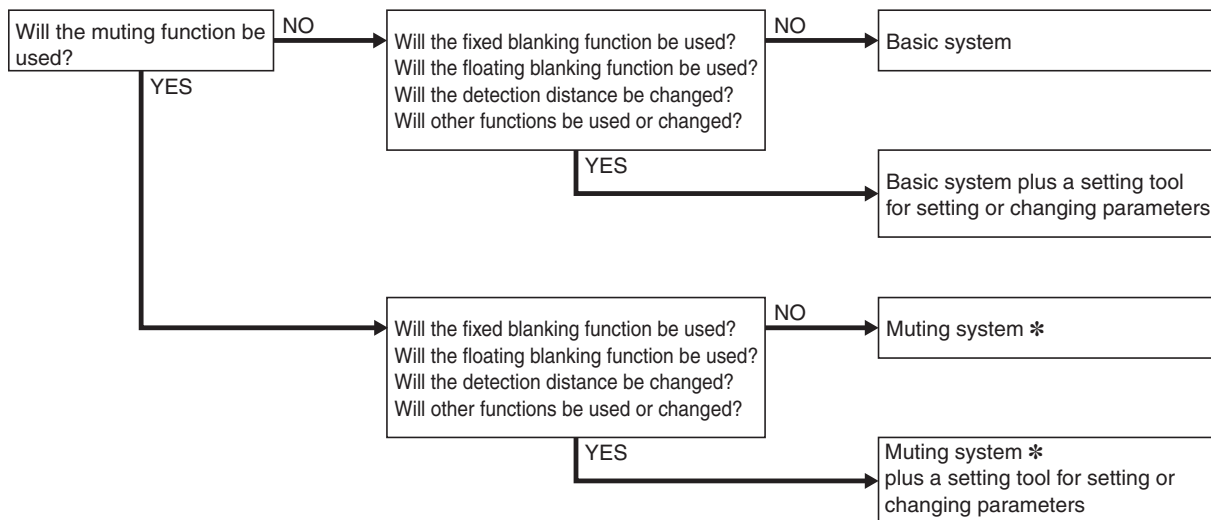 Will the muting function be
used?
NO
YES
Will the fixed blanking function be used?
Will the floating blanking function be used?
Will the detection distance be changed?
Will other functions be used or changed?
NO
Basic system
YES
Basic system plus a setting tool
for setting or changing parameters
Will the fixed blanking function be used?
Will the floating blanking function be used?
Will the detection distance be changed?
Will other functions be used or changed?
NO
Muting system *
YES
Muting system *
plus a setting tool for setting or
changing parameters